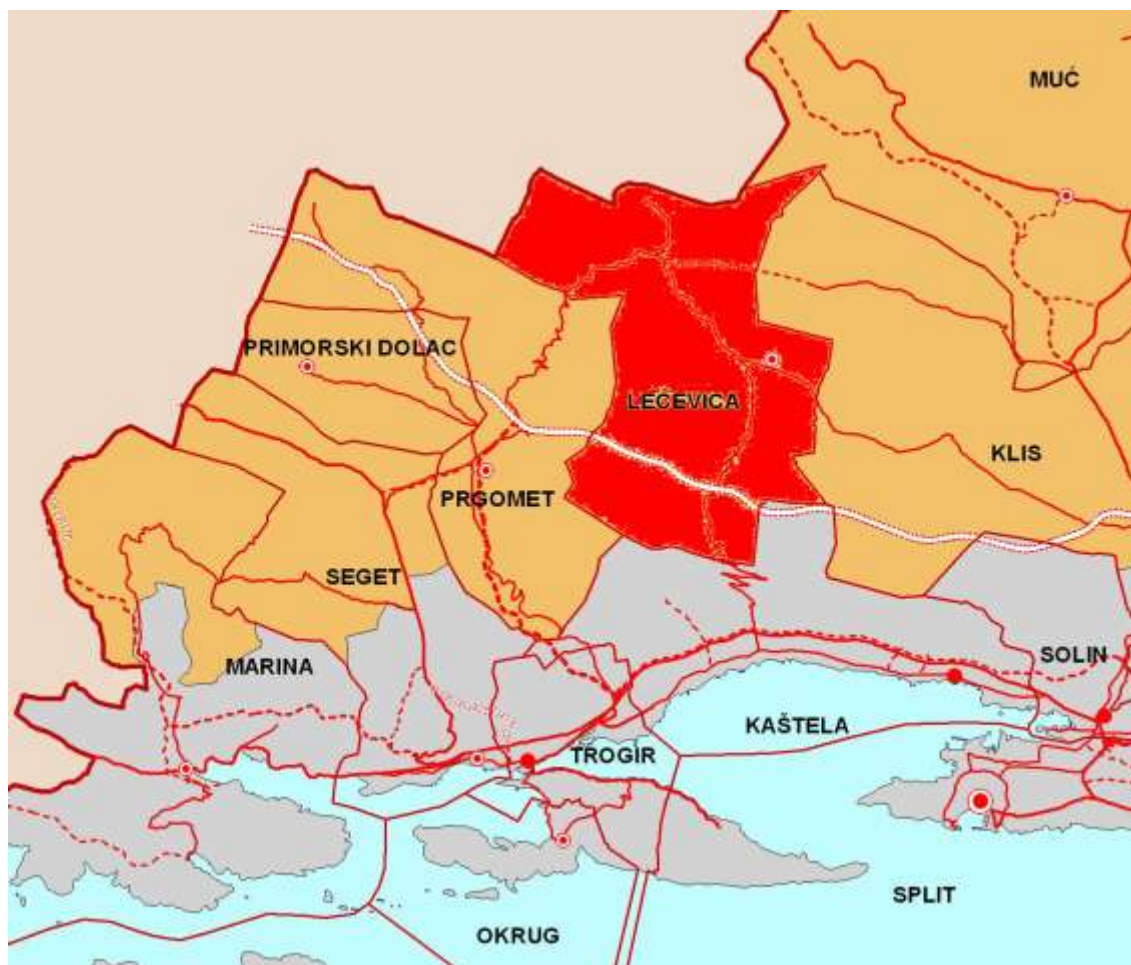 MUĆ
PRIMORSKI DOLAC
LEĆEVICA
KLIS
PRGOMET
SEGET
MARINA
SOLIN
KAŠTELA
TROGIR
SPLIT
OKRUG